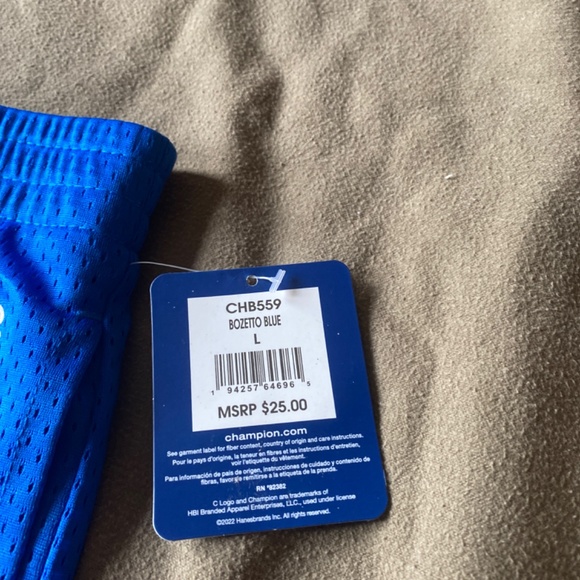 CHB559
BOZETTO BLUE
L
1 94257 64696 5
MSRP $25.00
champion.com
See garment label for fiber content, country of origin and care instructions.
Pour le pays d'origine, la teneur en fibres et les instructions d'entretien,
voir l'étiquette du vêtement.
Para información de país de origen, instrucciones de cuidado y contenido de
fibras, favor de remitirse a la etiqueta de la prenda.
RN *82382
C Logo and Champion are trademarks of
HBI Branded Apparel Enterprises, LLC., used under license
©2022 Hanesbrands Inc. All rights reserved.